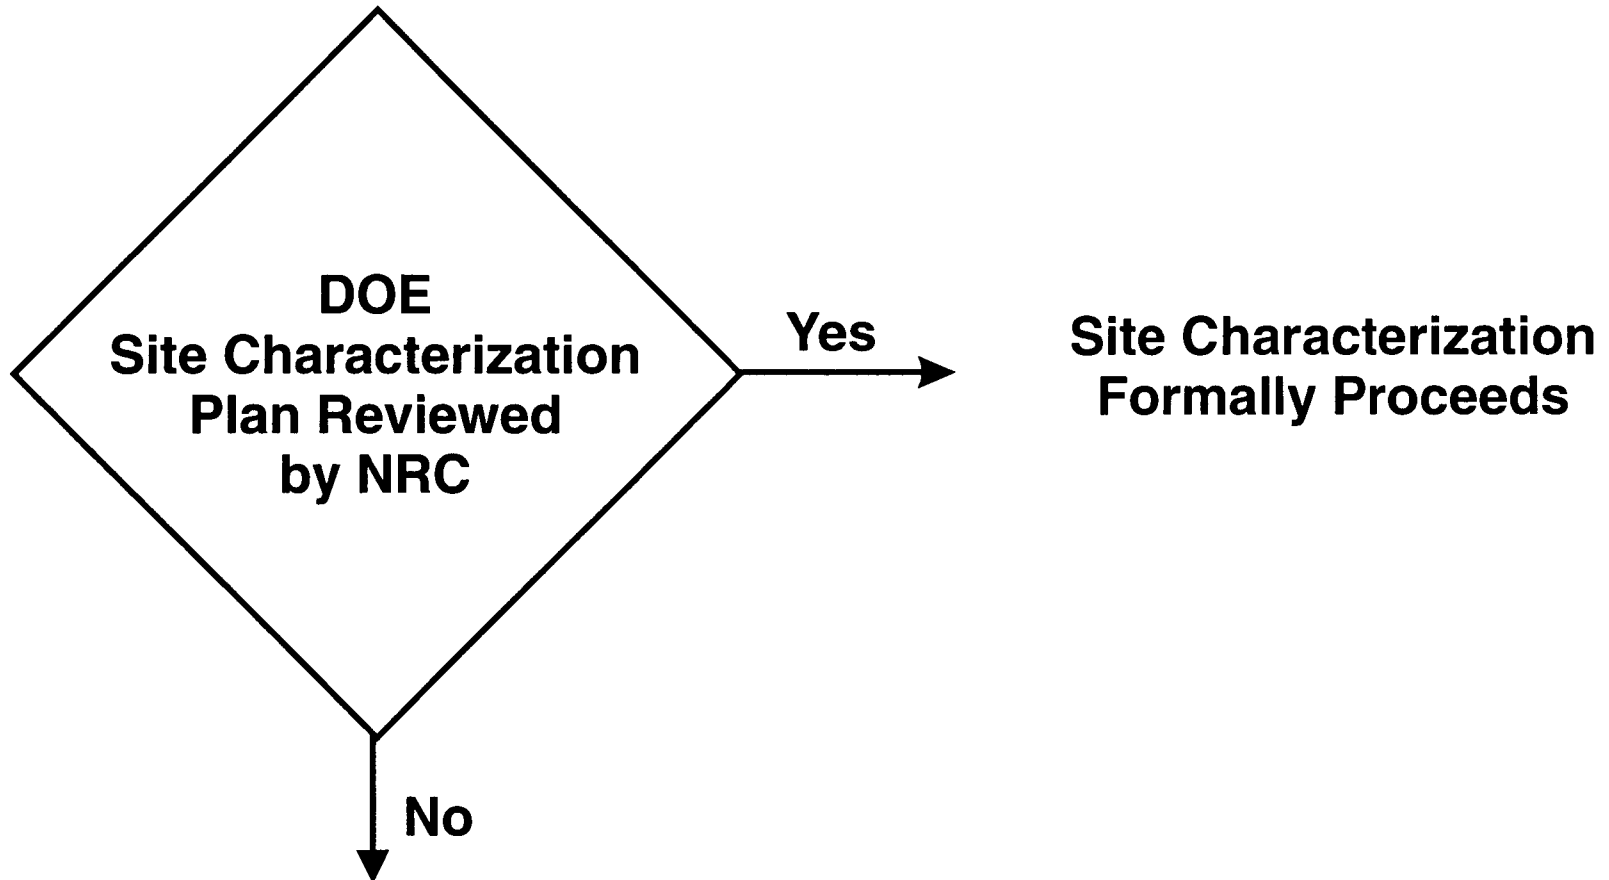 DOE
Site Characterization
Plan Reviewed
by NRC
Yes
Site Characterization
Formally Proceeds
No